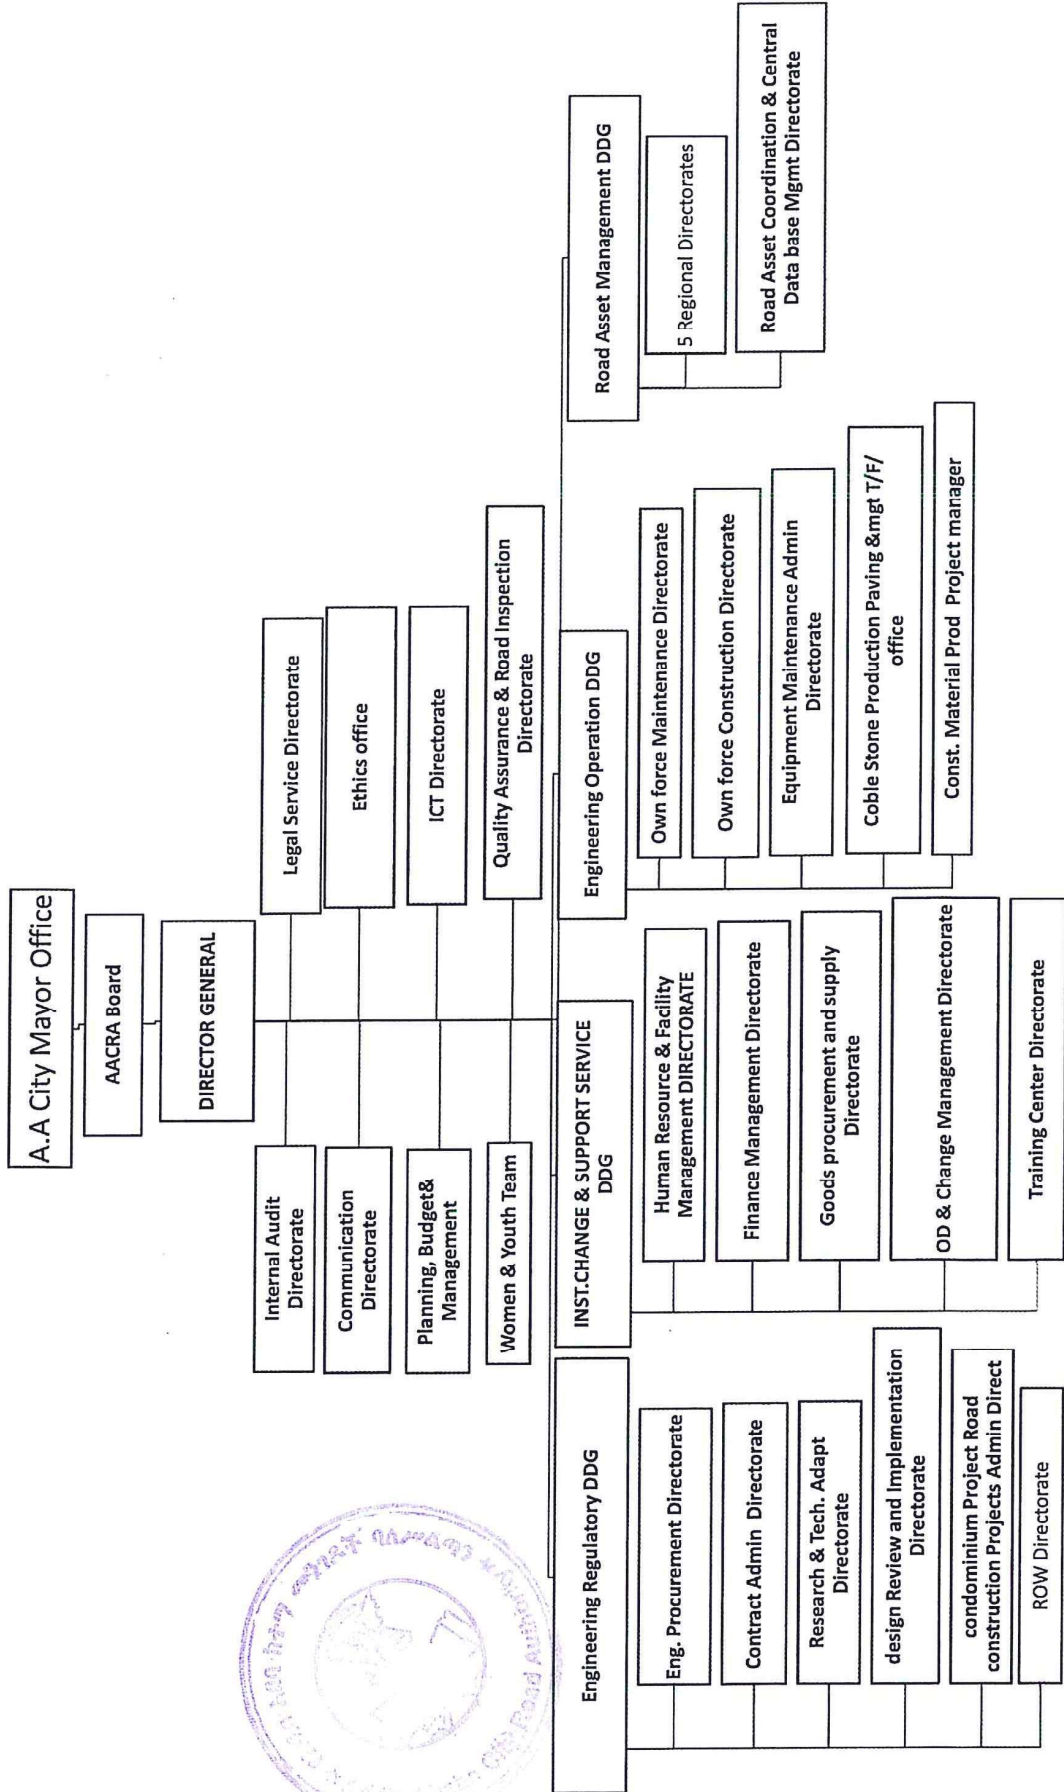 A.A City Mayor Office
AACRA Board
DIRECTOR GENERAL
Internal Audit
Directorate
Legal Service Directorate
Communication
Directorate
Ethics office
Planning, Budget&
Management
ICT Directorate
Women & Youth Team
Quality Assurance & Road Inspection
Directorate
Engineering Regulatory DDG
Eng. Procurement Directorate
Contract Admin Directorate
Research & Tech. Adapt
Directorate
design Review and Implementation
Directorate
condominium Project Road
construction Projects Admin Direct
ROW Directorate
INST.CHANGE & SUPPORT SERVICE
DDG
Human Resource & Facility
Management DIRECTORATE
Finance Management Directorate
Goods procurement and supply
Directorate
OD & Change Management Directorate
Training Center Directorate
Engineering Operation DDG
Own force Maintenance Directorate
Own force Construction Directorate
Equipment Maintenance Admin
Directorate
Coble Stone Production Paving &mgt T/F/
office
Const. Material Prod Project manager
Road Asset Management DDG
5 Regional Directorates
Road Asset Coordination & Central
Data base Mgmt Directorate
City Road Authority